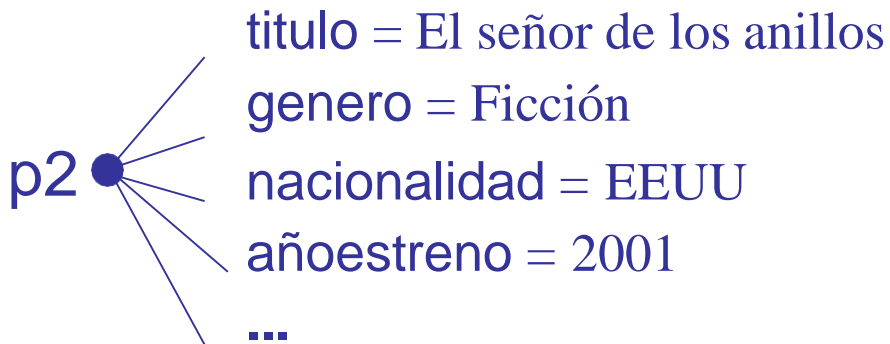 titulo = El señor de los anillos
genero = Ficción
p2
nacionalidad = EEUU
añoestreno = 2001
...